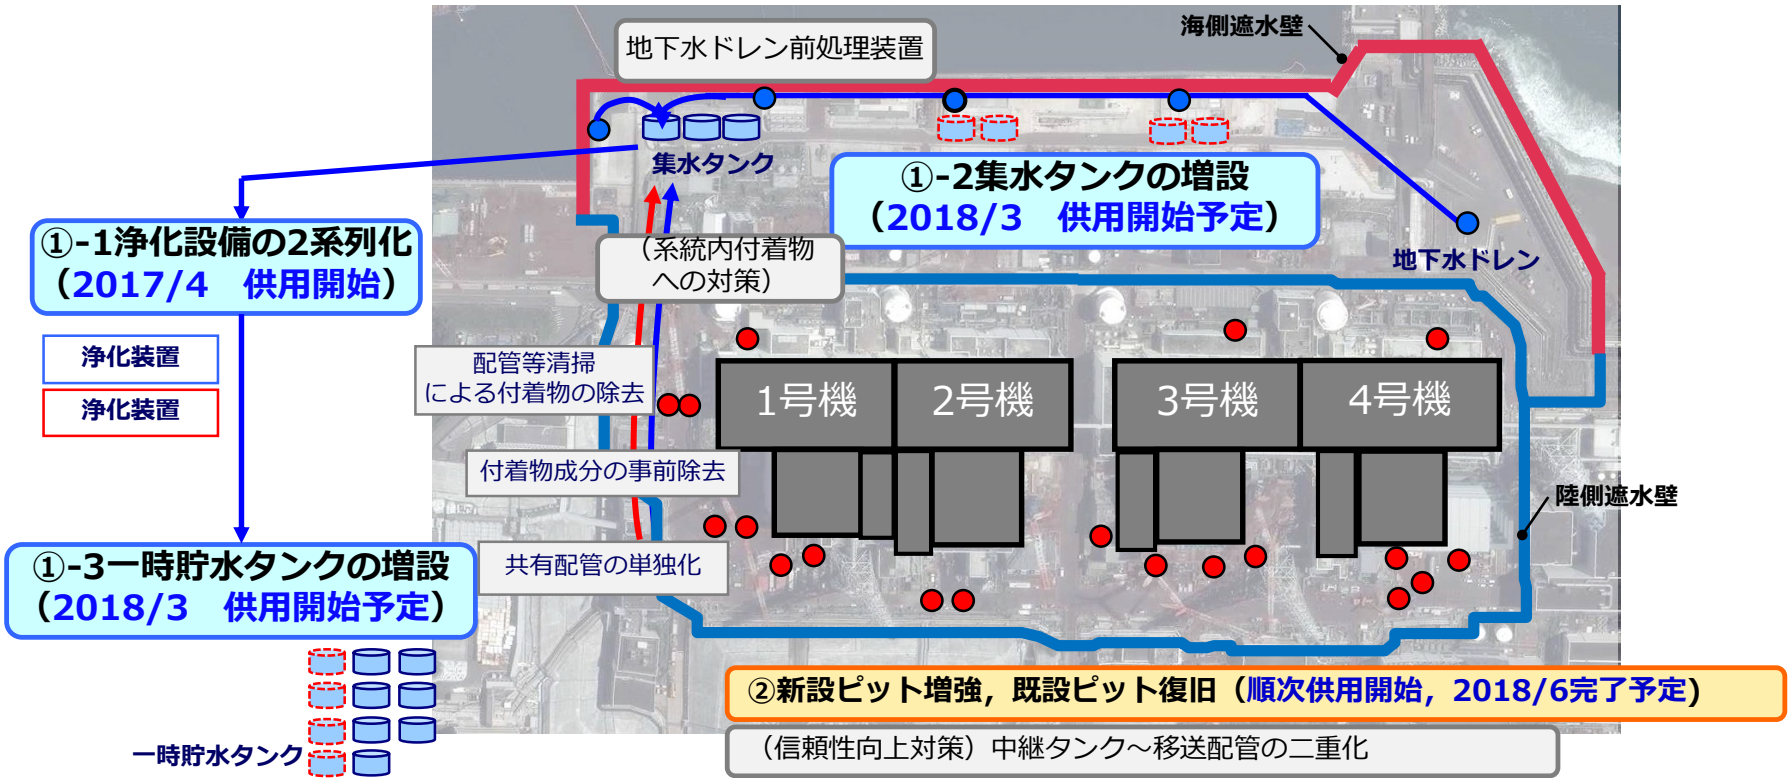 地下水ドレン前処理装置
海側遮水壁
集水タンク
①-2集水タンクの増設
（2018/3　供用開始予定）
地下水ドレン
①-1浄化設備の2系列化
（2017/4　供用開始）
（系統内付着物
への対策）
浄化装置
浄化装置
配管等清掃
による付着物の除去
付着物成分の事前除去
共有配管の単独化
1号機
2号機
3号機
4号機
陸側遮水壁
①-3一時貯水タンクの増設
（2018/3　供用開始予定）
一時貯水タンク
②新設ピット増強，既設ピット復旧（順次供用開始，2018/6完了予定)
（信頼性向上対策）中継タンク～移送配管の二重化